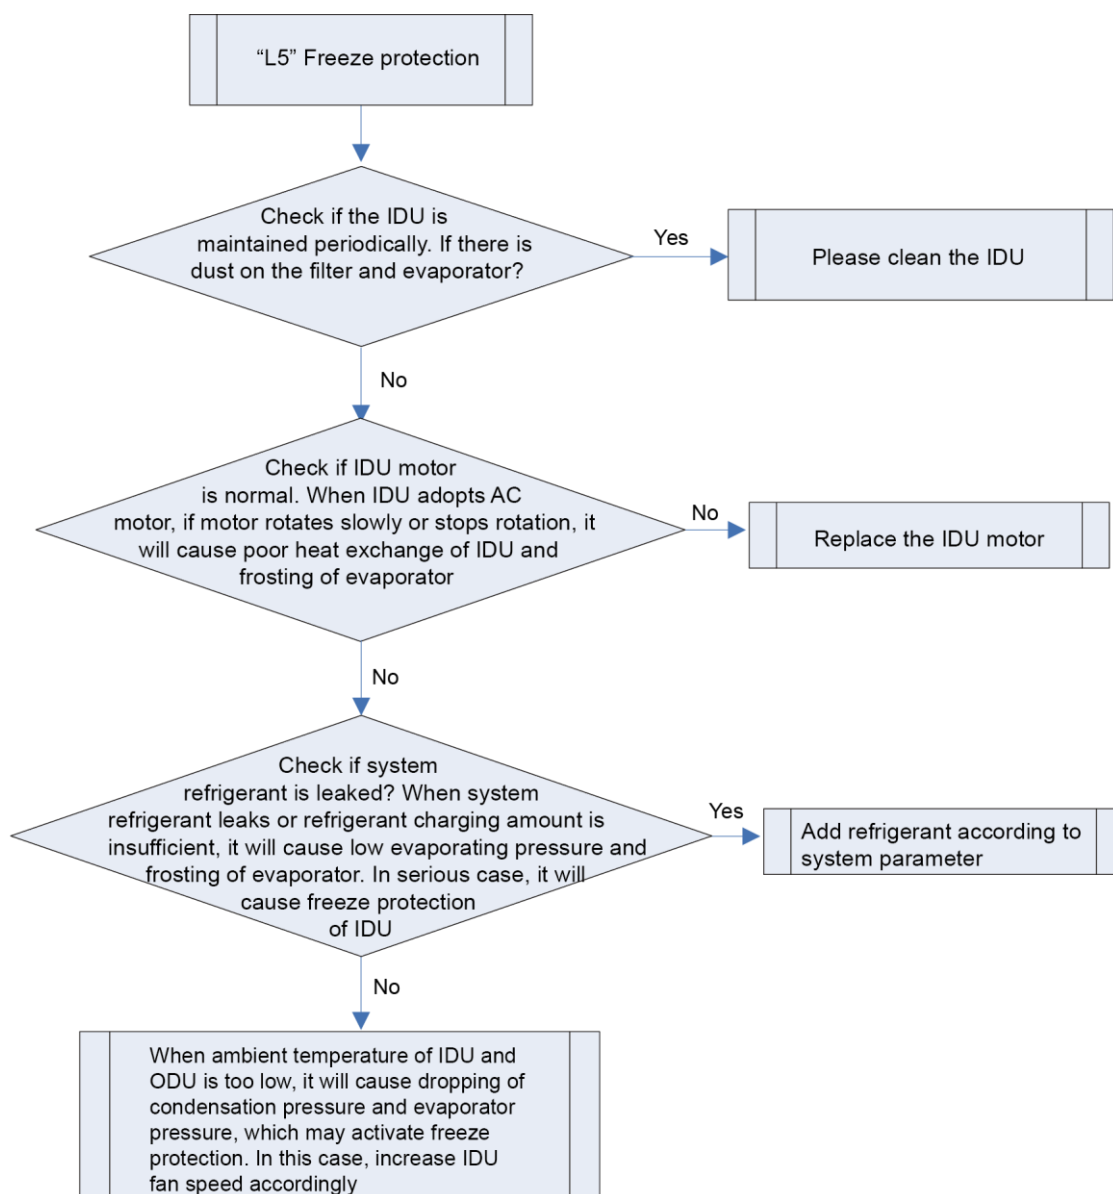 “L5” Freeze protection
Check if the IDU is
maintained periodically. If there is
dust on the filter and evaporator?
Yes
Please clean the IDU
No
Check if IDU motor
is normal. When IDU adopts AC
motor, if motor rotates slowly or stops rotation, it
will cause poor heat exchange of IDU and
frosting of evaporator
No
Replace the IDU motor
No
Check if system
refrigerant is leaked? When system
refrigerant leaks or refrigerant charging amount is
insufficient, it will cause low evaporating pressure and
frosting of evaporator. In serious case, it will
cause freeze protection
of IDU
Yes
Add refrigerant according to
system parameter
No
When ambient temperature of IDU and
ODU is too low, it will cause dropping of
condensation pressure and evaporator
pressure, which may activate freeze
protection. In this case, increase IDU
fan speed accordingly